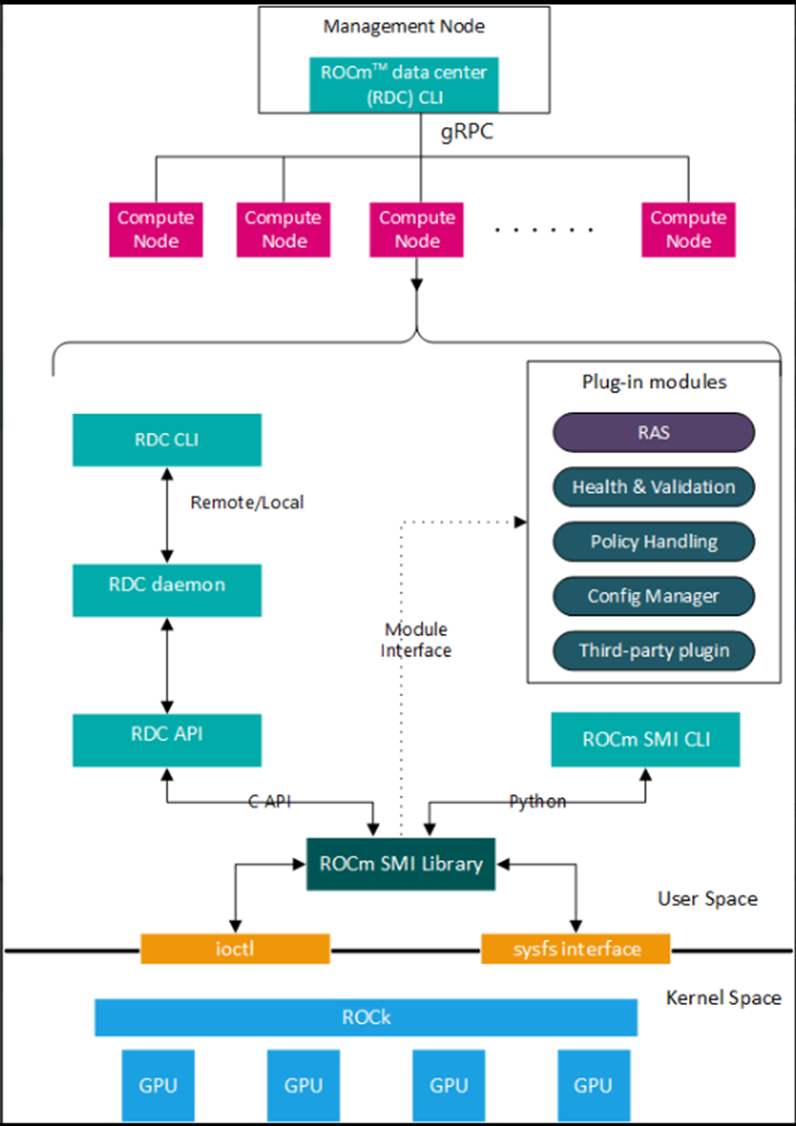 Management Node
ROCm™ data center
(RDC) CLI
gRPC
Compute
Node
Compute
Node
Compute
Node
. . . . . .
Compute
Node
Plug-in modules
RAS
Health & Validation
Policy Handling
Config Manager
Third-party plugin
RDC CLI
Remote/Local
RDC daemon
Module
Interface
RDC API
ROCm SMI CLI
C API
Python
ROCm SMI Library
User Space
ioctl
sysfs interface
Kernel Space
ROCk
GPU
GPU
GPU
GPU